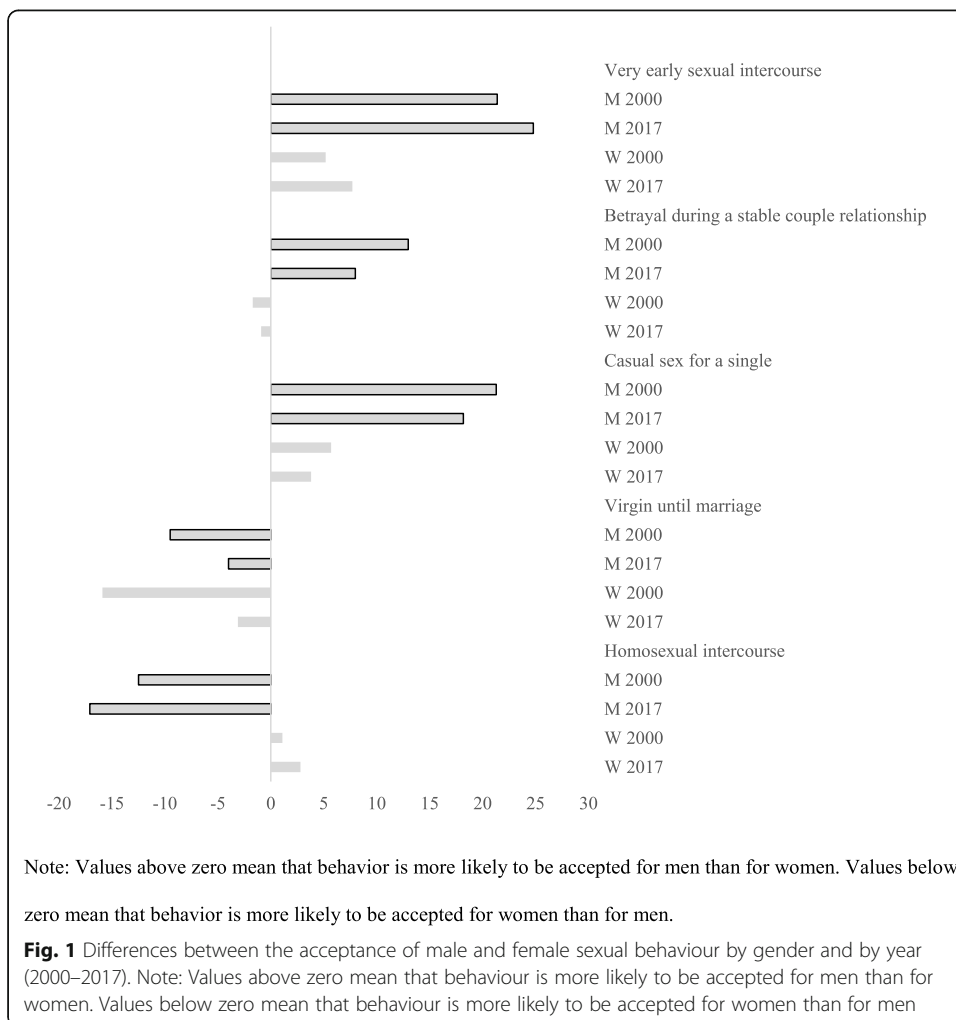 Very early sexual intercourse
M 2000
M 2017
W 2000
W 2017
Betrayal during a stable couple relationship
M 2000
M 2017
W 2000
W 2017
Casual sex for a single
M 2000
M 2017
W 2000
W 2017
Virgin until marriage
M 2000
M 2017
W 2000
W 2017
Homosexual intercourse
M 2000
M 2017
W 2000
W 2017
-20 -15 -10 -5 0 5 10 15 20 25 30
Note: Values above zero mean that behavior is more likely to be accepted for men than for women. Values below
zero mean that behavior is more likely to be accepted for women than for men.
Fig. 1 Differences between the acceptance of male and female sexual behaviour by gender and by year
(2000–2017). Note: Values above zero mean that behaviour is more likely to be accepted for men than for
women. Values below zero mean that behaviour is more likely to be accepted for women than for men